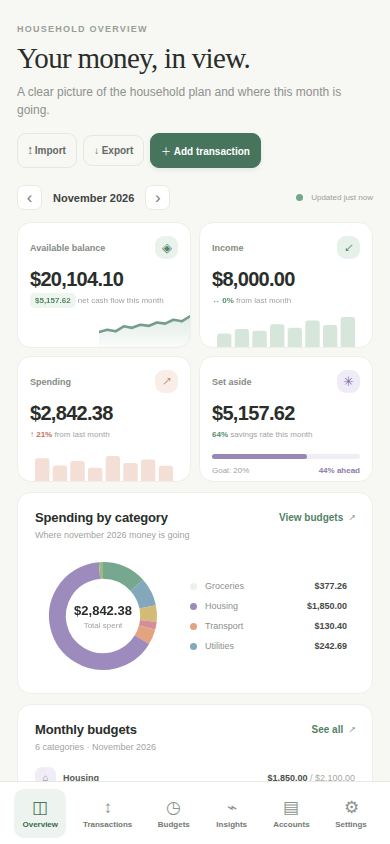 HOUSEHOLD OVERVIEW
Your money, in view.
A clear picture of the household plan and where this month is
going.
↥ Import
↓ Export
+ Add transaction
‹ November 2026 ›
Updated just now
Available balance
$20,104.10
$5,157.62 net cash flow this month
Income
$8,000.00
↔ 0% from last month
Spending
$2,842.38
↑ 21% from last month
Set aside
$5,157.62
64% savings rate this month
Goal: 20% 44% ahead
Spending by category
View budgets ↗
Where november 2026 money is going
$2,842.38
Total spent
Groceries $377.26
Housing $1,850.00
Transport $130.40
Utilities $242.69
Monthly budgets
See all ↗
6 categories · November 2026
Housing $1,850.00 / $2,100.00
Overview
Transactions
Budgets
Insights
Accounts
Settings